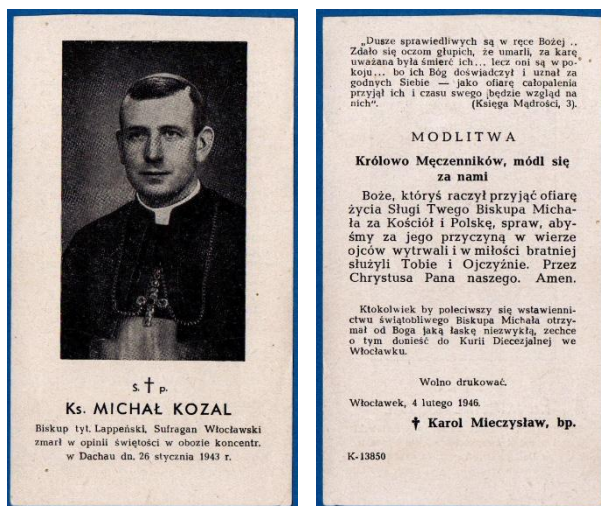 Ś. † p.
Ks. MICHAŁ KOZAL
Biskup tyt. Lappeński, Sufragan Włocławski
zmarł w opinii świętości w obozie koncentr.
w Dachau dn. 26 stycznia 1943 r.
„Dusze sprawiedliwych są w ręce Bożej ..
Zdało się oczom głupich, że umarli, za karę
uważana była śmierć ich... lecz oni są w po-
koju... bo ich Bóg doświadczył i uznał za
godnych Siebie — jako ofiarę całopalenia
przyjął ich i czasu swego będzie wzgląd na
nich“. (Księga Mądrości, 3).
MODLITWA
Królowo Męczenników, módl się
za nami
Boże, któryś raczył przyjąć ofiarę
życia Sługi Twego Biskupa Micha-
ła za Kościół i Polskę, spraw, aby-
śmy za jego przyczyną w wierze
ojców wytrwali i w miłości bratniej
służyli Tobie i Ojczyźnie. Przez
Chrystusa Pana naszego. Amen.
Ktokolwiek by poleciwszy się wstawienni-
ctwu świątobliwego Biskupa Michała otrzy-
mał od Boga jaką łaskę niezwykłą, zechce
o tym donieść do Kurii Diecezjalnej we
Włocławku.
Wolno drukować.
Włocławek, 4 lutego 1946.
† Karol Mieczysław, bp.
K-13850